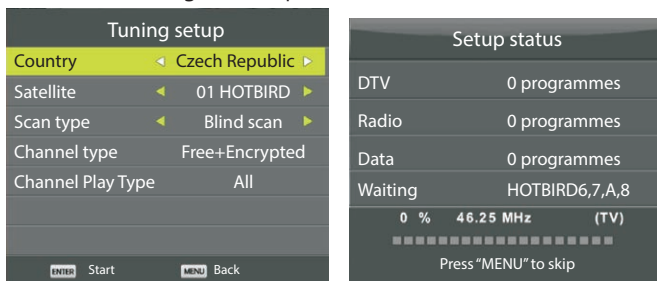 Tuning setup
Country Czech Republic
Satellite 01 HOTBIRD
Scan type Blind scan
Channel type Free+Encrypted
Channel Play Type All
ENTER Start MENU Back
Setup status
DTV 0 programmes
Radio 0 programmes
Data 0 programmes
Waiting HOTBIRD6,7,A,8
0 % 46.25 MHz (TV)
Press "MENU" to skip